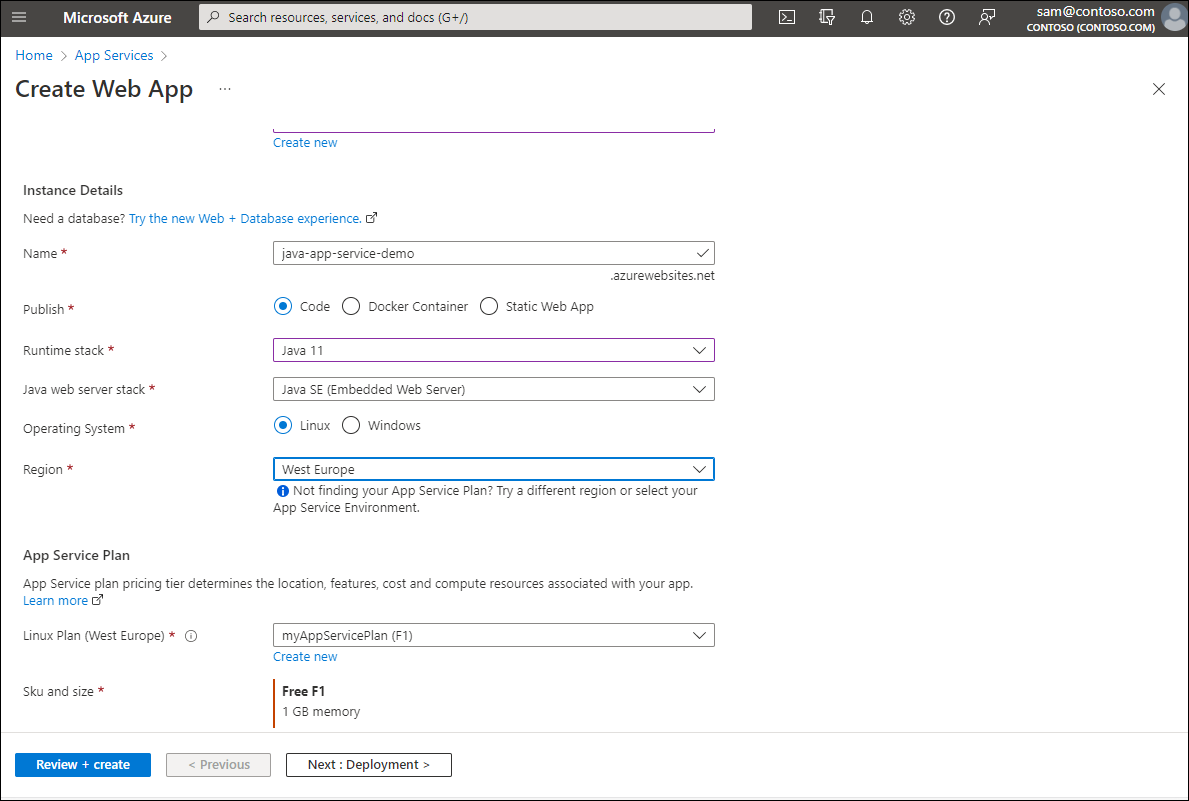 Microsoft Azure
Search resources, services, and docs (G+/)
sam@contoso.com
CONTOSO (CONTOSO.COM)
Home > App Services >
Create Web App ...
Create new
Instance Details
Need a database? Try the new Web + Database experience.
Name *
java-app-service-demo
.azurewebsites.net
Publish *
Code Docker Container Static Web App
Runtime stack *
Java 11
Java web server stack *
Java SE (Embedded Web Server)
Operating System *
Linux Windows
Region *
West Europe
Not finding your App Service Plan? Try a different region or select your
App Service Environment.
App Service Plan
App Service plan pricing tier determines the location, features, cost and compute resources associated with your app.
Learn more
Linux Plan (West Europe) *
myAppServicePlan (F1)
Create new
Sku and size *
Free F1
1 GB memory
Review + create
< Previous
Next : Deployment >